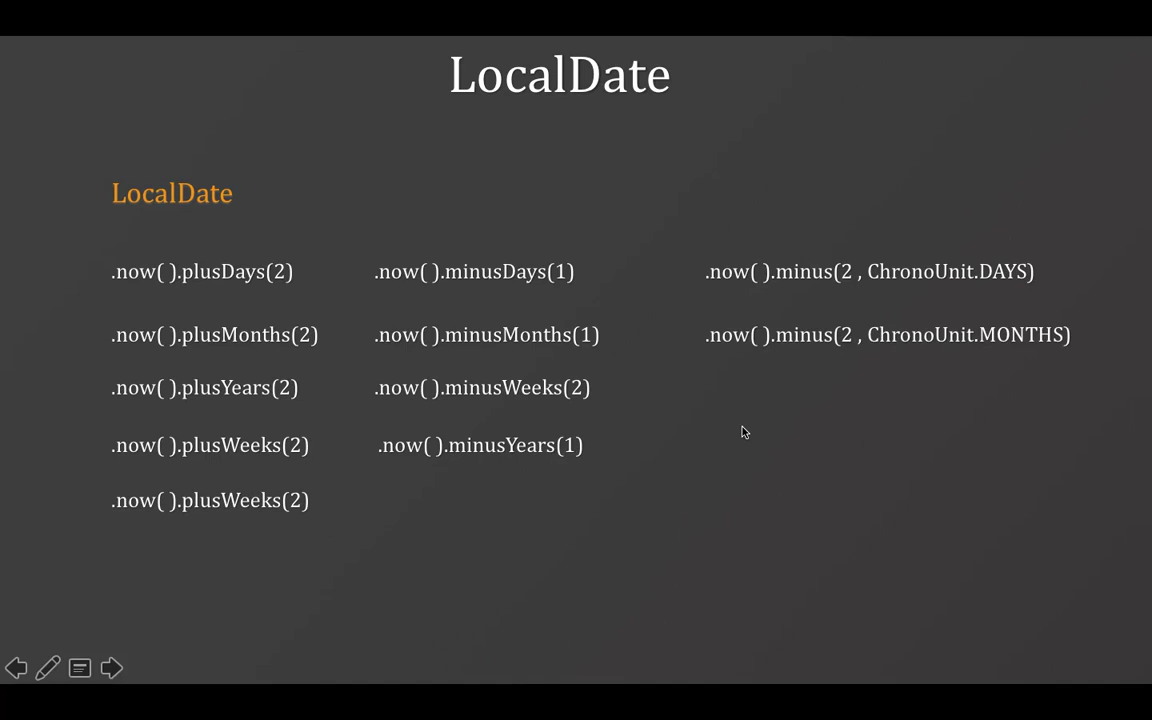 LocalDate
LocalDate
.now( ).plusDays(2) .now( ).minusDays(1) .now( ).minus(2 , ChronoUnit.DAYS)
.now( ).plusMonths(2) .now( ).minusMonths(1) .now( ).minus(2 , ChronoUnit.MONTHS)
.now( ).plusYears(2) .now( ).minusWeeks(2)
.now( ).plusWeeks(2) .now( ).minusYears(1)
.now( ).plusWeeks(2)